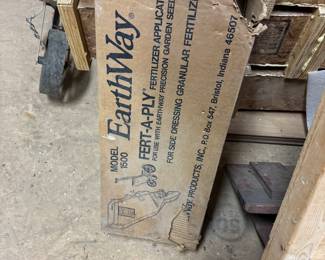 MODEL
1500
EarthWay
FERT-A-PLY
FERTILIZER APPLICAT
FOR USE WITH EARTHWAY PRECISION GARDEN SEED
FOR SIDE DRESSING GRANULAR FERTILIZ
WAY PRODUCTS, INC., P.O. Box 547, Bristol, Indiana 46507